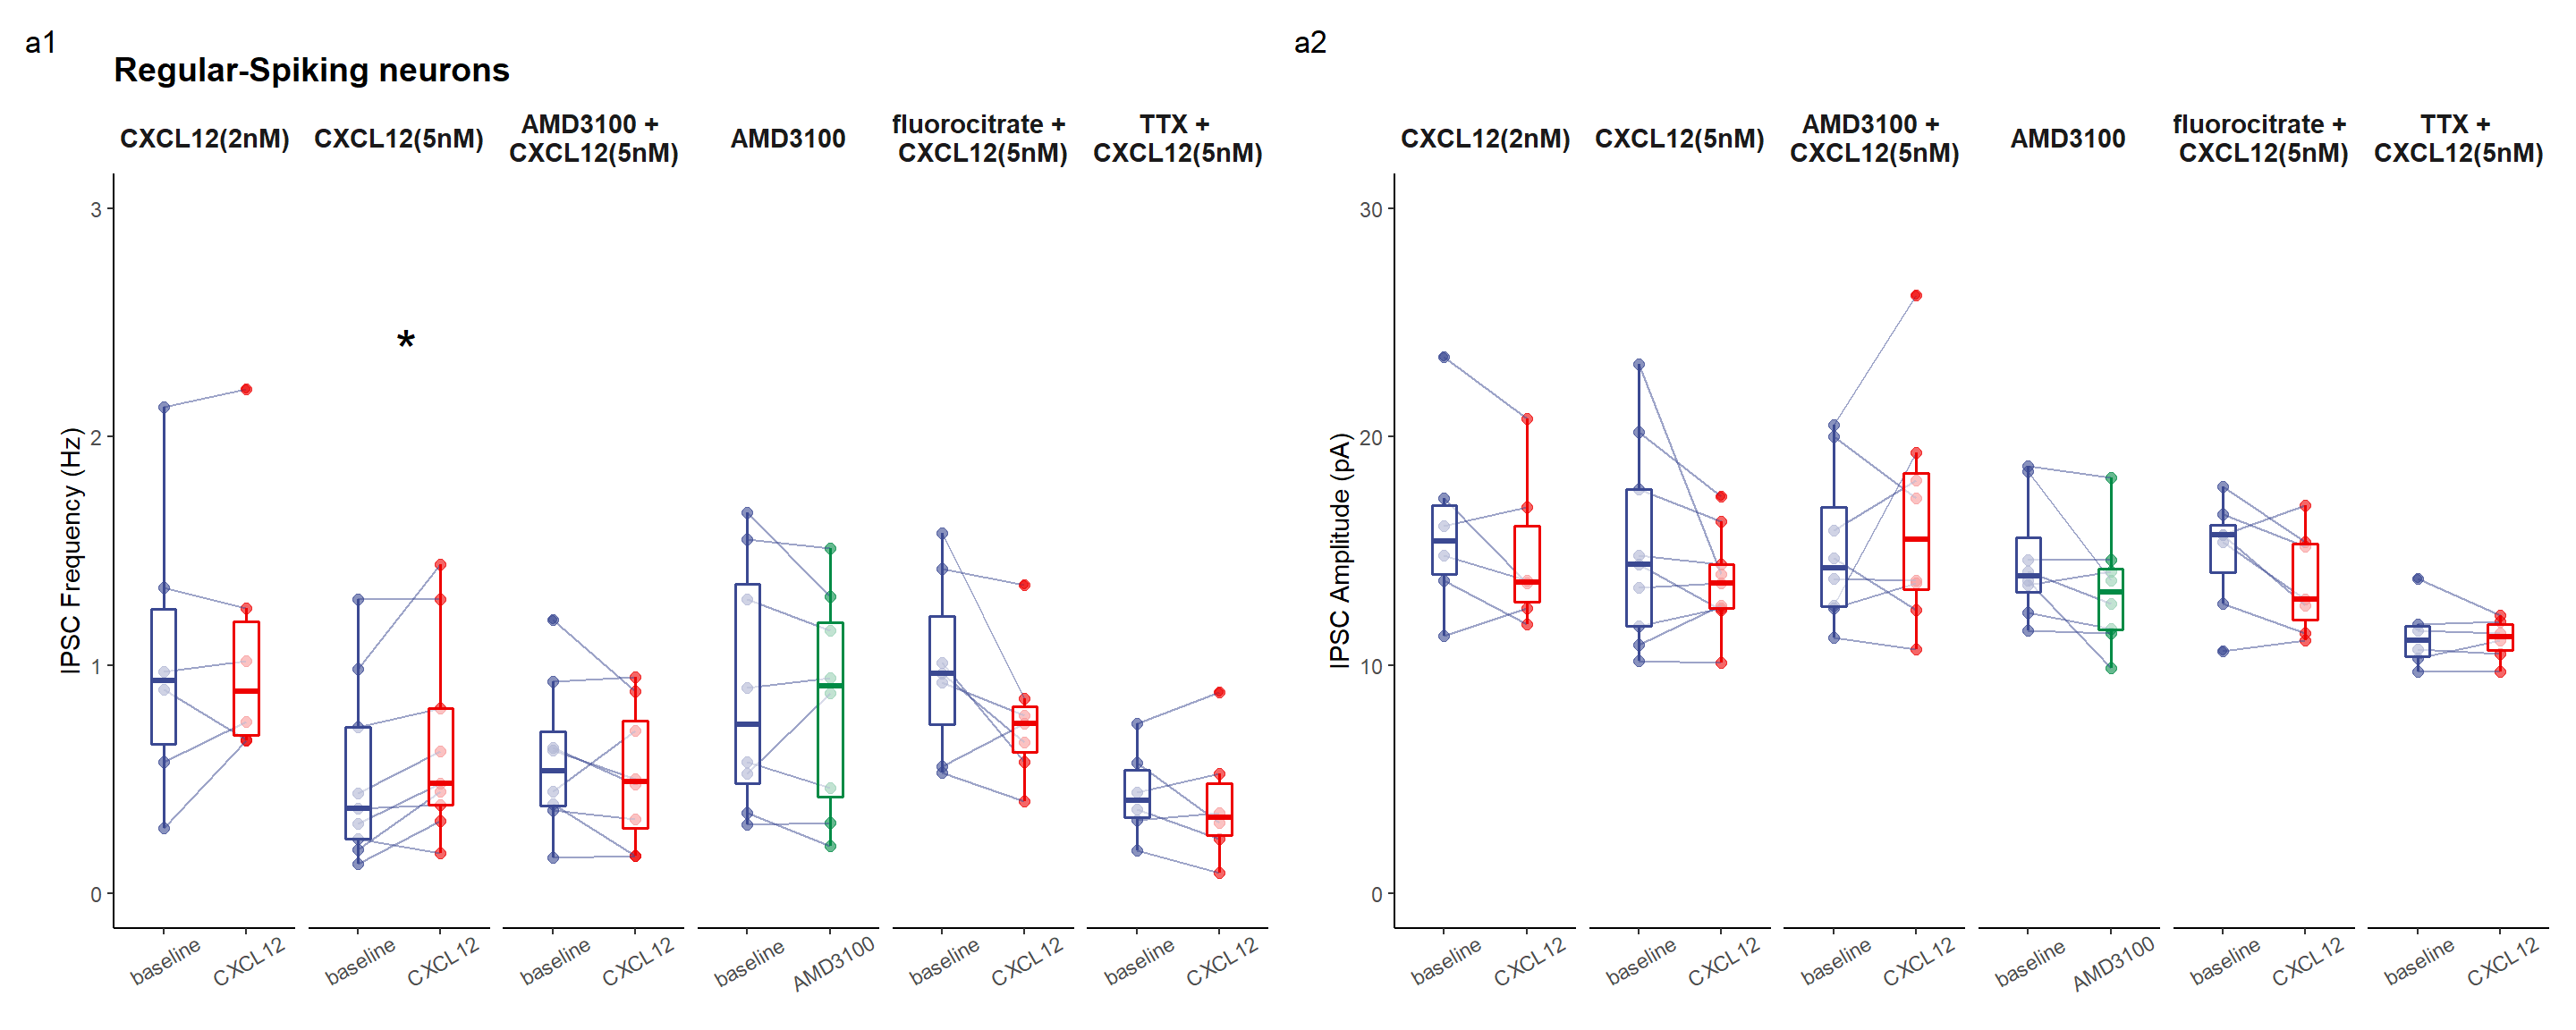 a1
Regular-Spiking neurons
CXCL12(2nM)
CXCL12(5nM)
AMD3100 +
CXCL12(5nM)
AMD3100
fluorocitrate +
CXCL12(5nM)
TTX +
CXCL12(5nM)
*
IPSC Frequency (Hz)
3
2
1
0
baseline
CXCL12
baseline
CXCL12
baseline
CXCL12
baseline
AMD3100
baseline
CXCL12
baseline
CXCL12
a2
CXCL12(2nM)
CXCL12(5nM)
AMD3100 +
CXCL12(5nM)
AMD3100
fluorocitrate +
CXCL12(5nM)
TTX +
CXCL12(5nM)
IPSC Amplitude (pA)
30
20
10
0
baseline
CXCL12
baseline
CXCL12
baseline
CXCL12
baseline
AMD3100
baseline
CXCL12
baseline
CXCL12